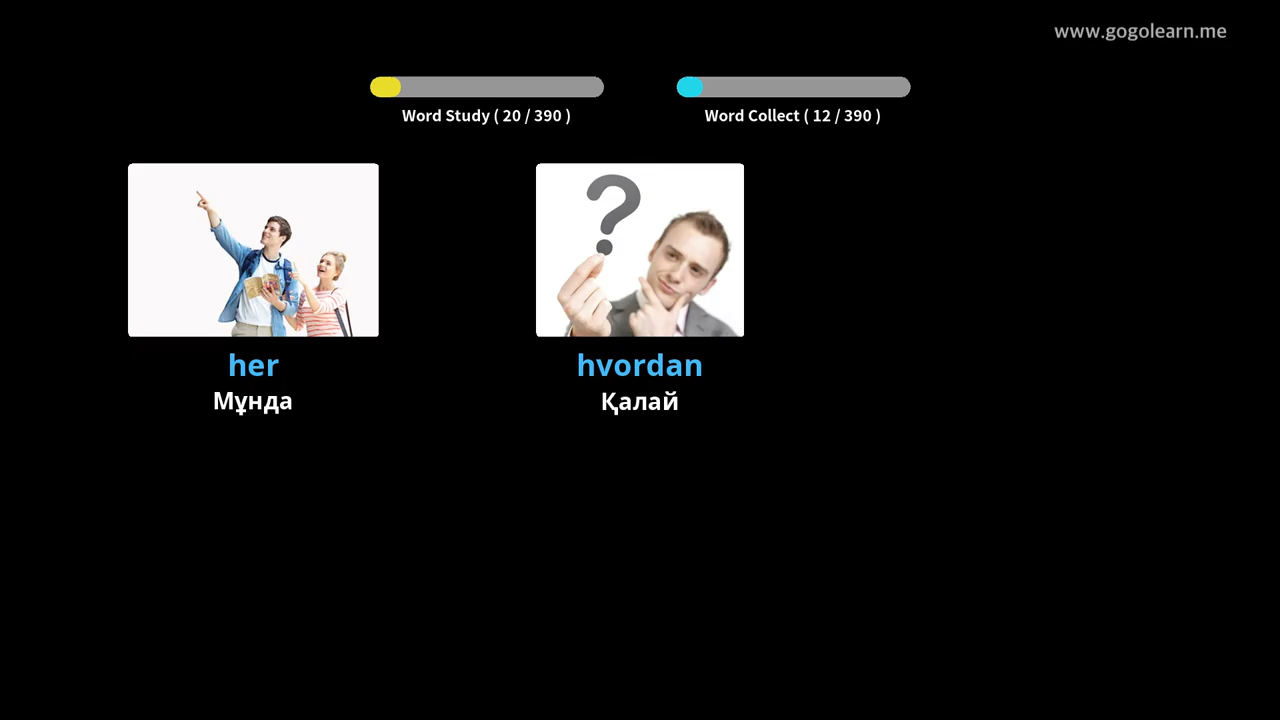 www.gogolearn.me
Word Study ( 20 / 390 )
Word Collect ( 12 / 390 )
her
Мұнда
hvordan
Қалай